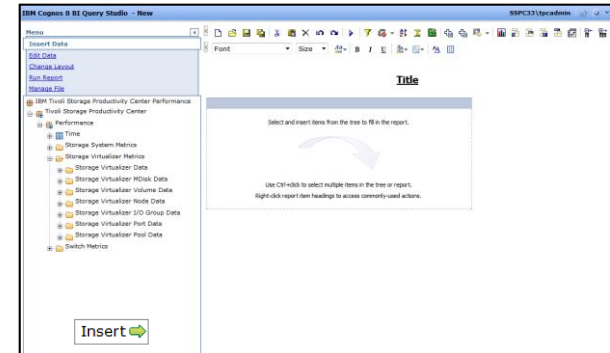 IBM Cognos 8 BI Query Studio - New
SSPC33\tpcadmin
Menu
Insert Data
Edit Data
Change Layout
Run Report
Manage File
Font
Size
B I U
Title
IBM Tivoli Storage Productivity Center Performance
Tivoli Storage Productivity Center
Performance
Time
Storage System Metrics
Storage Virtualizer Metrics
Storage Virtualizer Data
Storage Virtualizer MDisk Data
Storage Virtualizer Volume Data
Storage Virtualizer Node Data
Storage Virtualizer I/O Group Data
Storage Virtualizer Port Data
Storage Virtualizer Pool Data
Switch Metrics
Select and insert items from the tree to fill in the report.
Use Ctrl+click to select multiple items in the tree or report.
Right-click report item headings to access commonly-used actions.
Insert